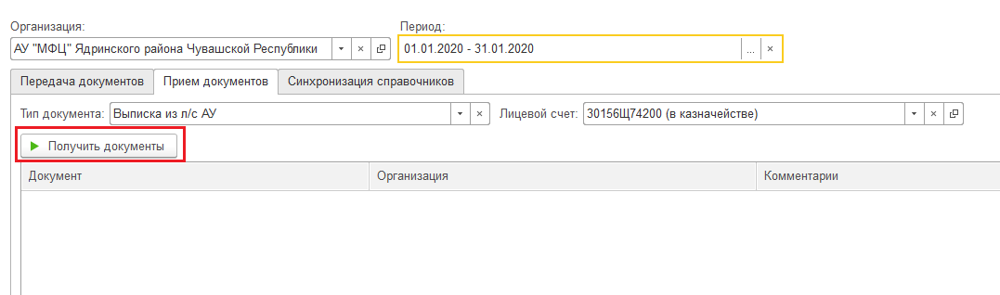 Организация: Период:
АУ "МФЦ" Ядринского района Чувашской Республики 01.01.2020 - 31.01.2020 ...
Передача документов Прием документов Синхронизация справочников
Тип документа: Выписка из л/с АУ Лицевой счет: 30156Щ74200 (в казначействе)
Получить документы
Документ Организация Комментарии